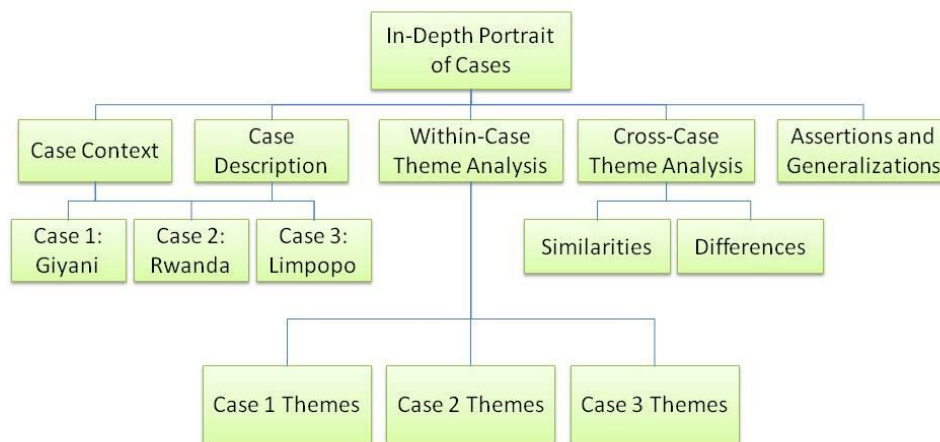 In-Depth Portrait
of Cases
Case Context
Case
Description
Within-Case
Theme Analysis
Cross-Case
Theme Analysis
Assertions and
Generalizations
Case 1:
Giyani
Case 2:
Rwanda
Case 3:
Limpopo
Similarities
Differences
Case 1 Themes
Case 2 Themes
Case 3 Themes